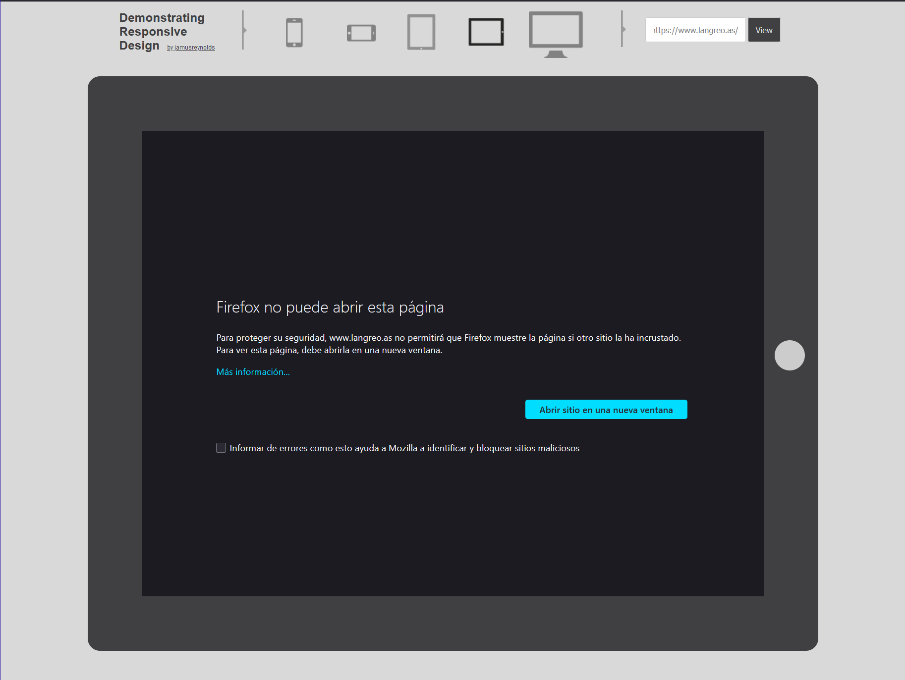 Demonstrating
Responsive
Design by jamusreynolds
https://www.langreo.as/
View
Firefox no puede abrir esta página
Para proteger su seguridad, www.langreo.as no permitirá que Firefox muestre la página si otro sitio la ha incrustado.
Para ver esta página, debe abrirla en una nueva ventana.
Más información...
Abrir sitio en una nueva ventana
Informar de errores como esto ayuda a Mozilla a identificar y bloquear sitios maliciosos